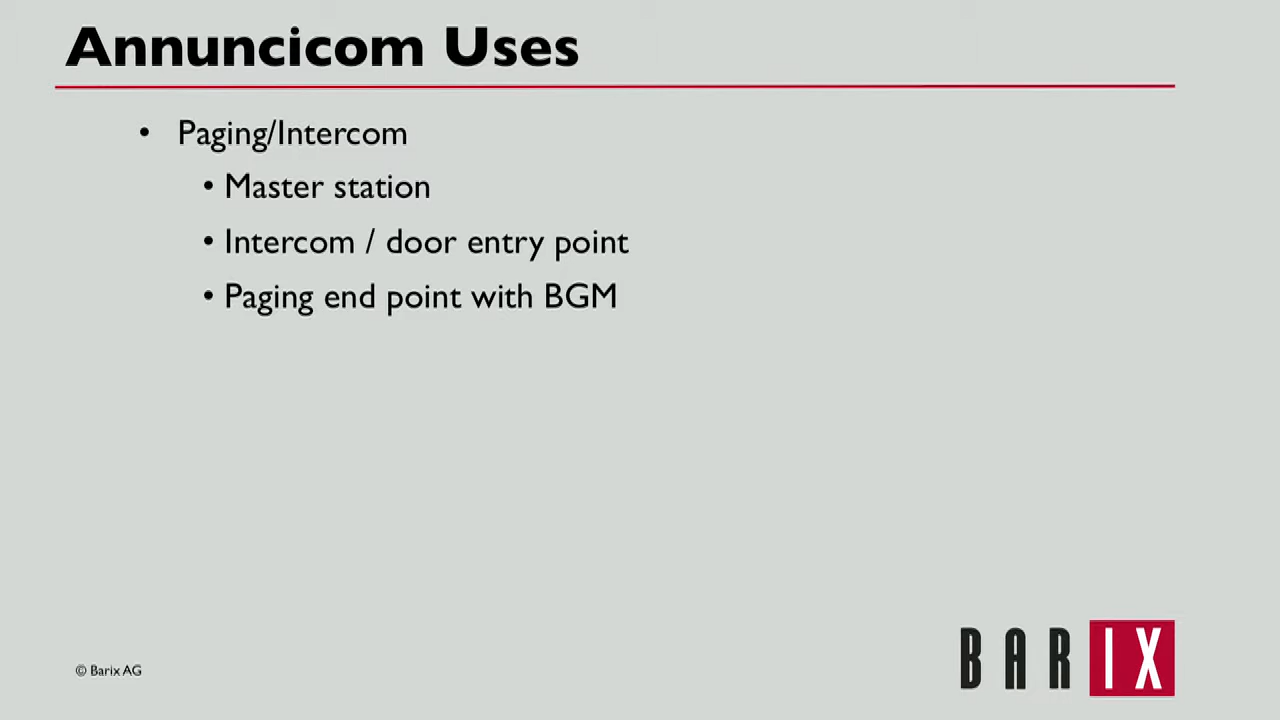 Annuncicom Uses
• Paging/Intercom
• Master station
• Intercom / door entry point
• Paging end point with BGM
© Barix AG
BARIX